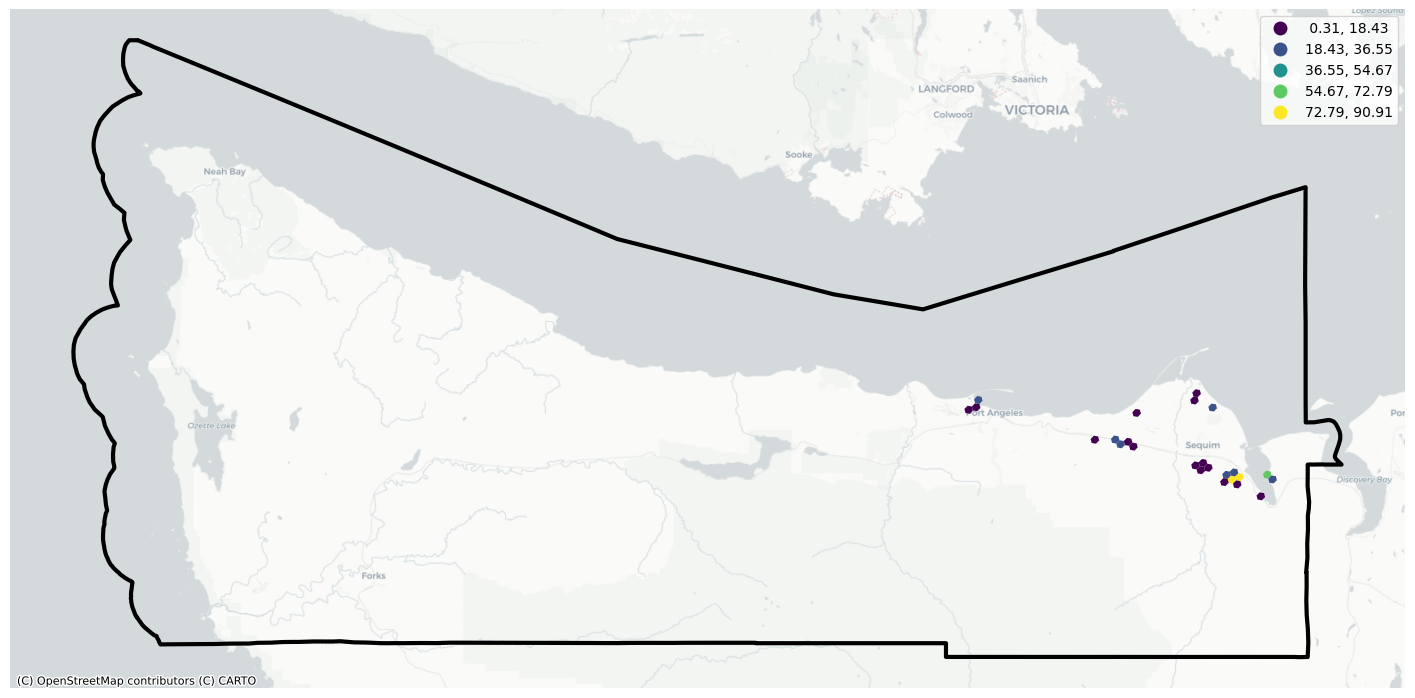 Lopez Sound
0.31, 18.43
18.43, 36.55
36.55, 54.67
54.67, 72.79
72.79, 90.91
Saanich
LANGFORD
VICTORIA
Colwood
Sooke
Neah Bay
Port Angeles
Por
Ozette Lake
Sequim
Discovery Bay
Forks
(C) OpenStreetMap contributors (C) CARTO